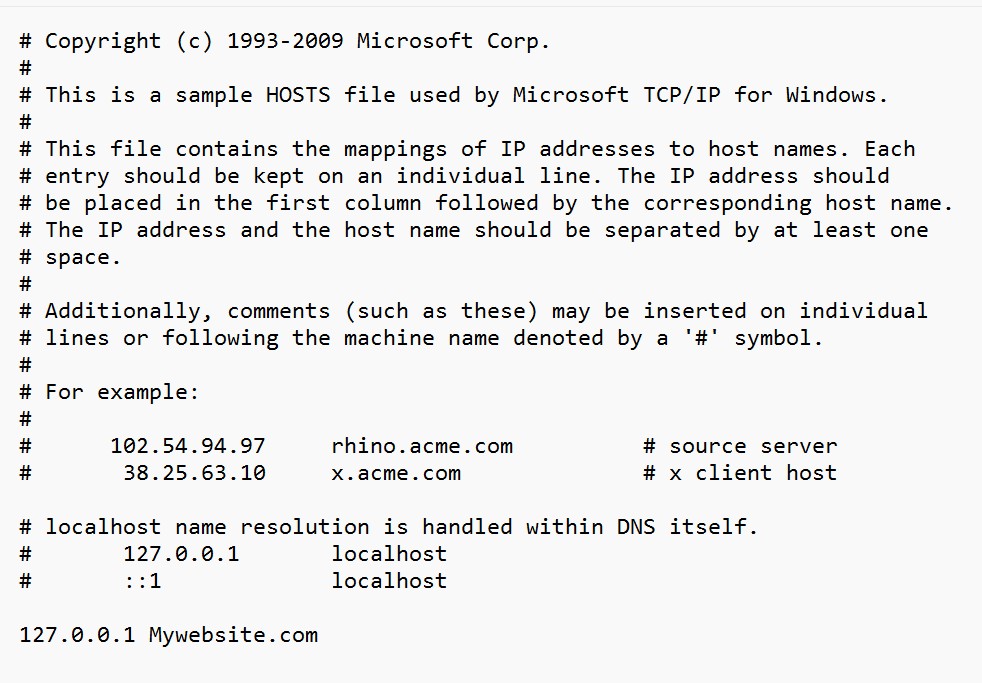 # Copyright (c) 1993-2009 Microsoft Corp.
#
# This is a sample HOSTS file used by Microsoft TCP/IP for Windows.
#
# This file contains the mappings of IP addresses to host names. Each
# entry should be kept on an individual line. The IP address should
# be placed in the first column followed by the corresponding host name.
# The IP address and the host name should be separated by at least one
# space.
#
# Additionally, comments (such as these) may be inserted on individual
# lines or following the machine name denoted by a '#' symbol.
#
# For example:
#
#      102.54.94.97     rhino.acme.com          # source server
#       38.25.63.10     x.acme.com              # x client host

# localhost name resolution is handled within DNS itself.
#       127.0.0.1       localhost
#       ::1             localhost

127.0.0.1 Mywebsite.com